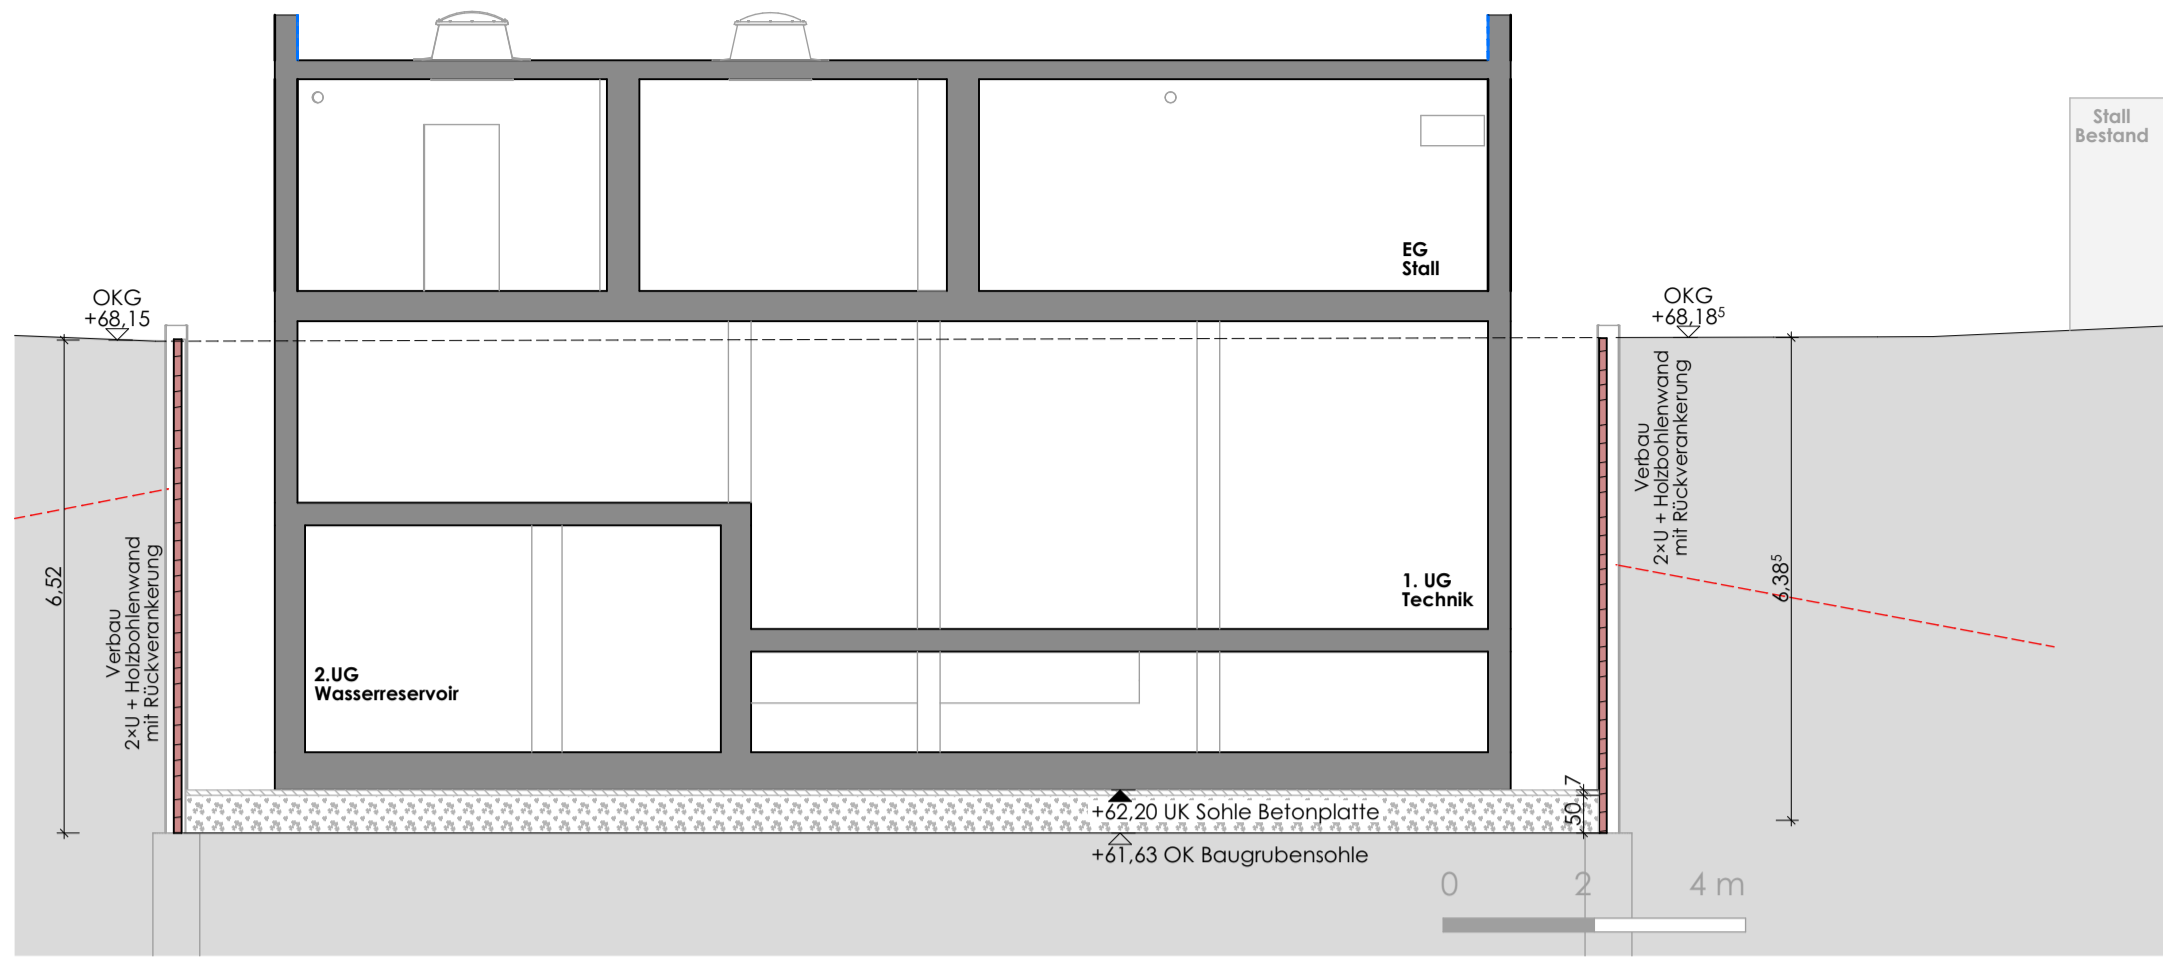 Stall
Bestand
EG
Stall
OKG
+68,15
OKG
+68,18⁵
Verbau
2×U + Holzbohlenwand
mit Rückverankerung
6,52
Verbau
2×U + Holzbohlenwand
mit Rückverankerung
6,38⁵
1. UG
Technik
2.UG
Wasserreservoir
7
50
+62,20 UK Sohle Betonplatte
+61,63 OK Baugrubensohle
0 2 4 m